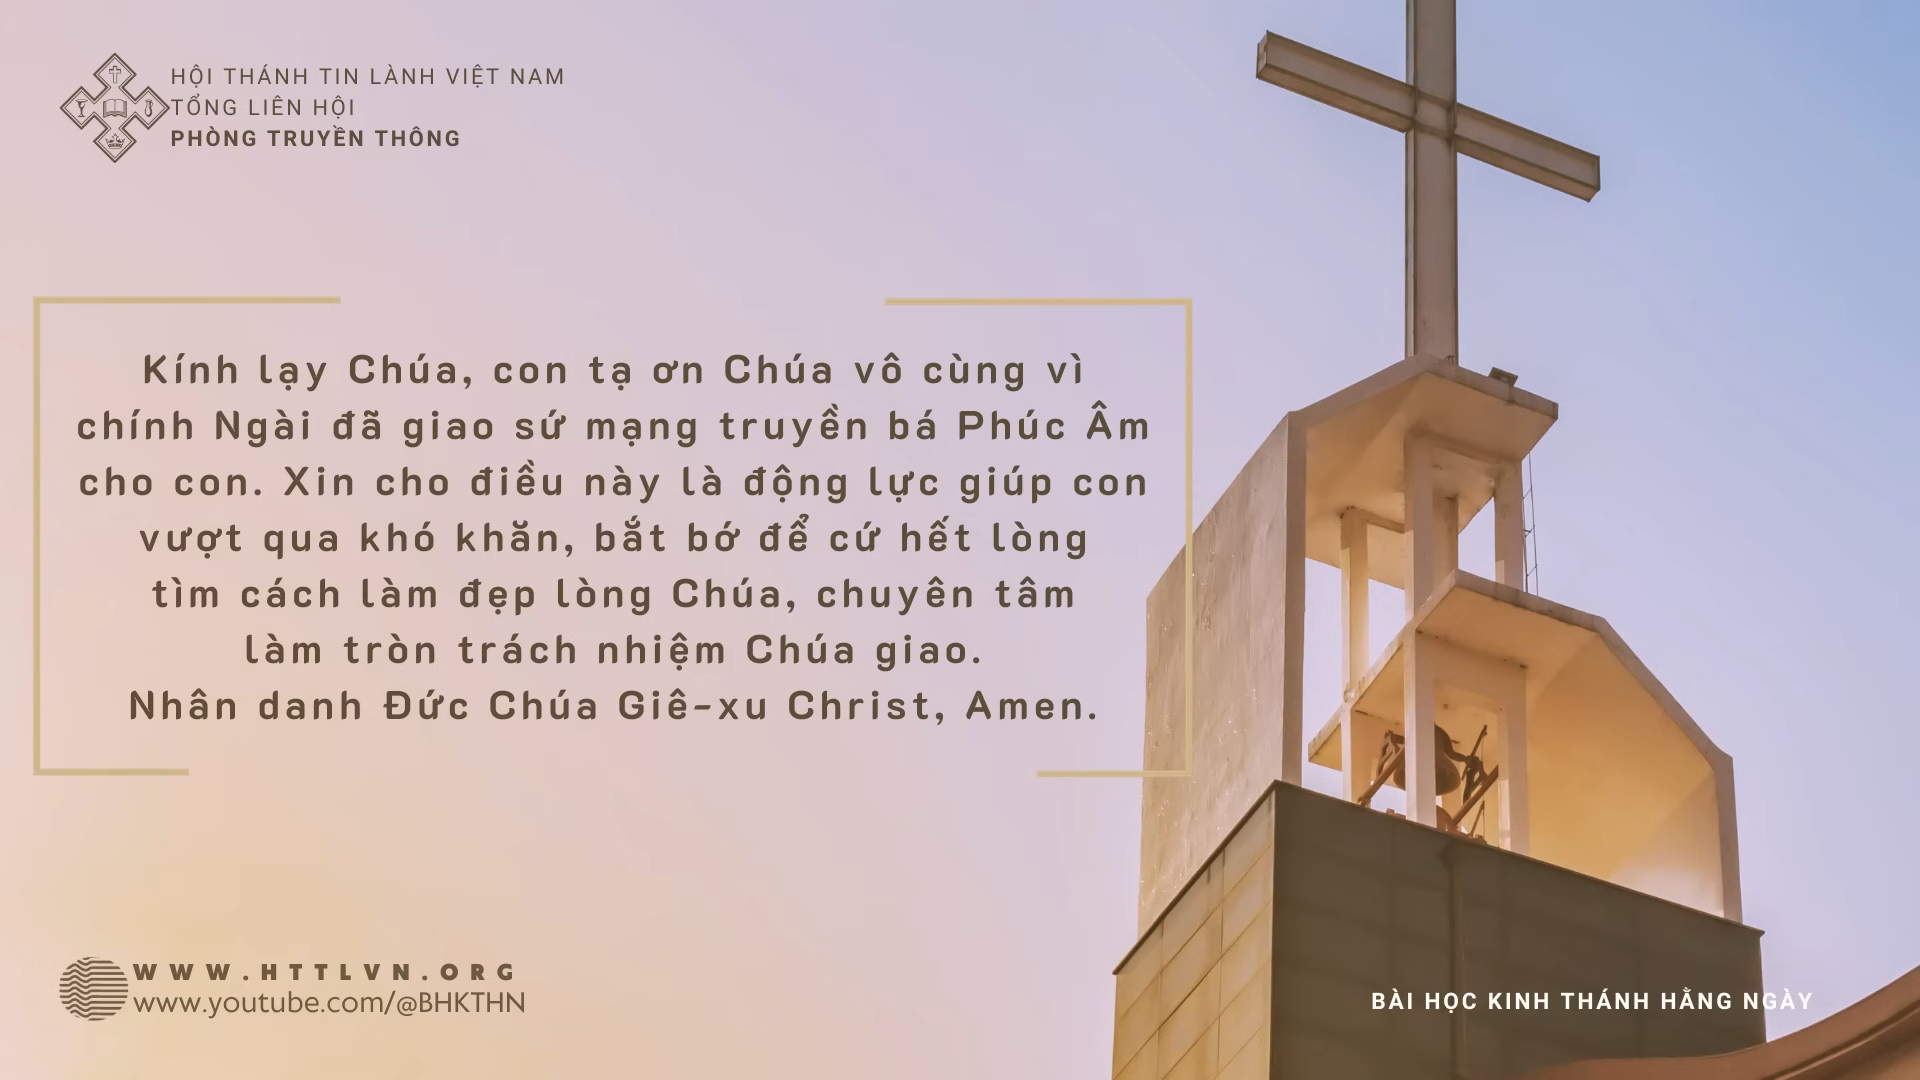 HỘI THÁNH TIN LÀNH VIỆT NAM
TỔNG LIÊN HỘI
PHÒNG TRUYỀN THÔNG
Kính lạy Chúa, con tạ ơn Chúa vô cùng vì
chính Ngài đã giao sứ mạng truyền bá Phúc Âm
cho con. Xin cho điều này là động lực giúp con
vượt qua khó khăn, bắt bớ để cứ hết lòng
tìm cách làm đẹp lòng Chúa, chuyên tâm
làm tròn trách nhiệm Chúa giao.
Nhân danh Đức Chúa Giê-xu Christ, Amen.
WWW.HTTLVN.ORG
www.youtube.com/@BHKTHN
BÀI HỌC KINH THÁNH HẰNG NGÀY